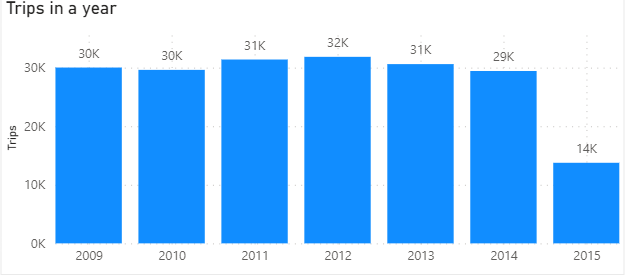 Trips in a year
30K 30K 31K 32K 31K 29K 14K
30K
20K
10K
0K
Trips
2009 2010 2011 2012 2013 2014 2015